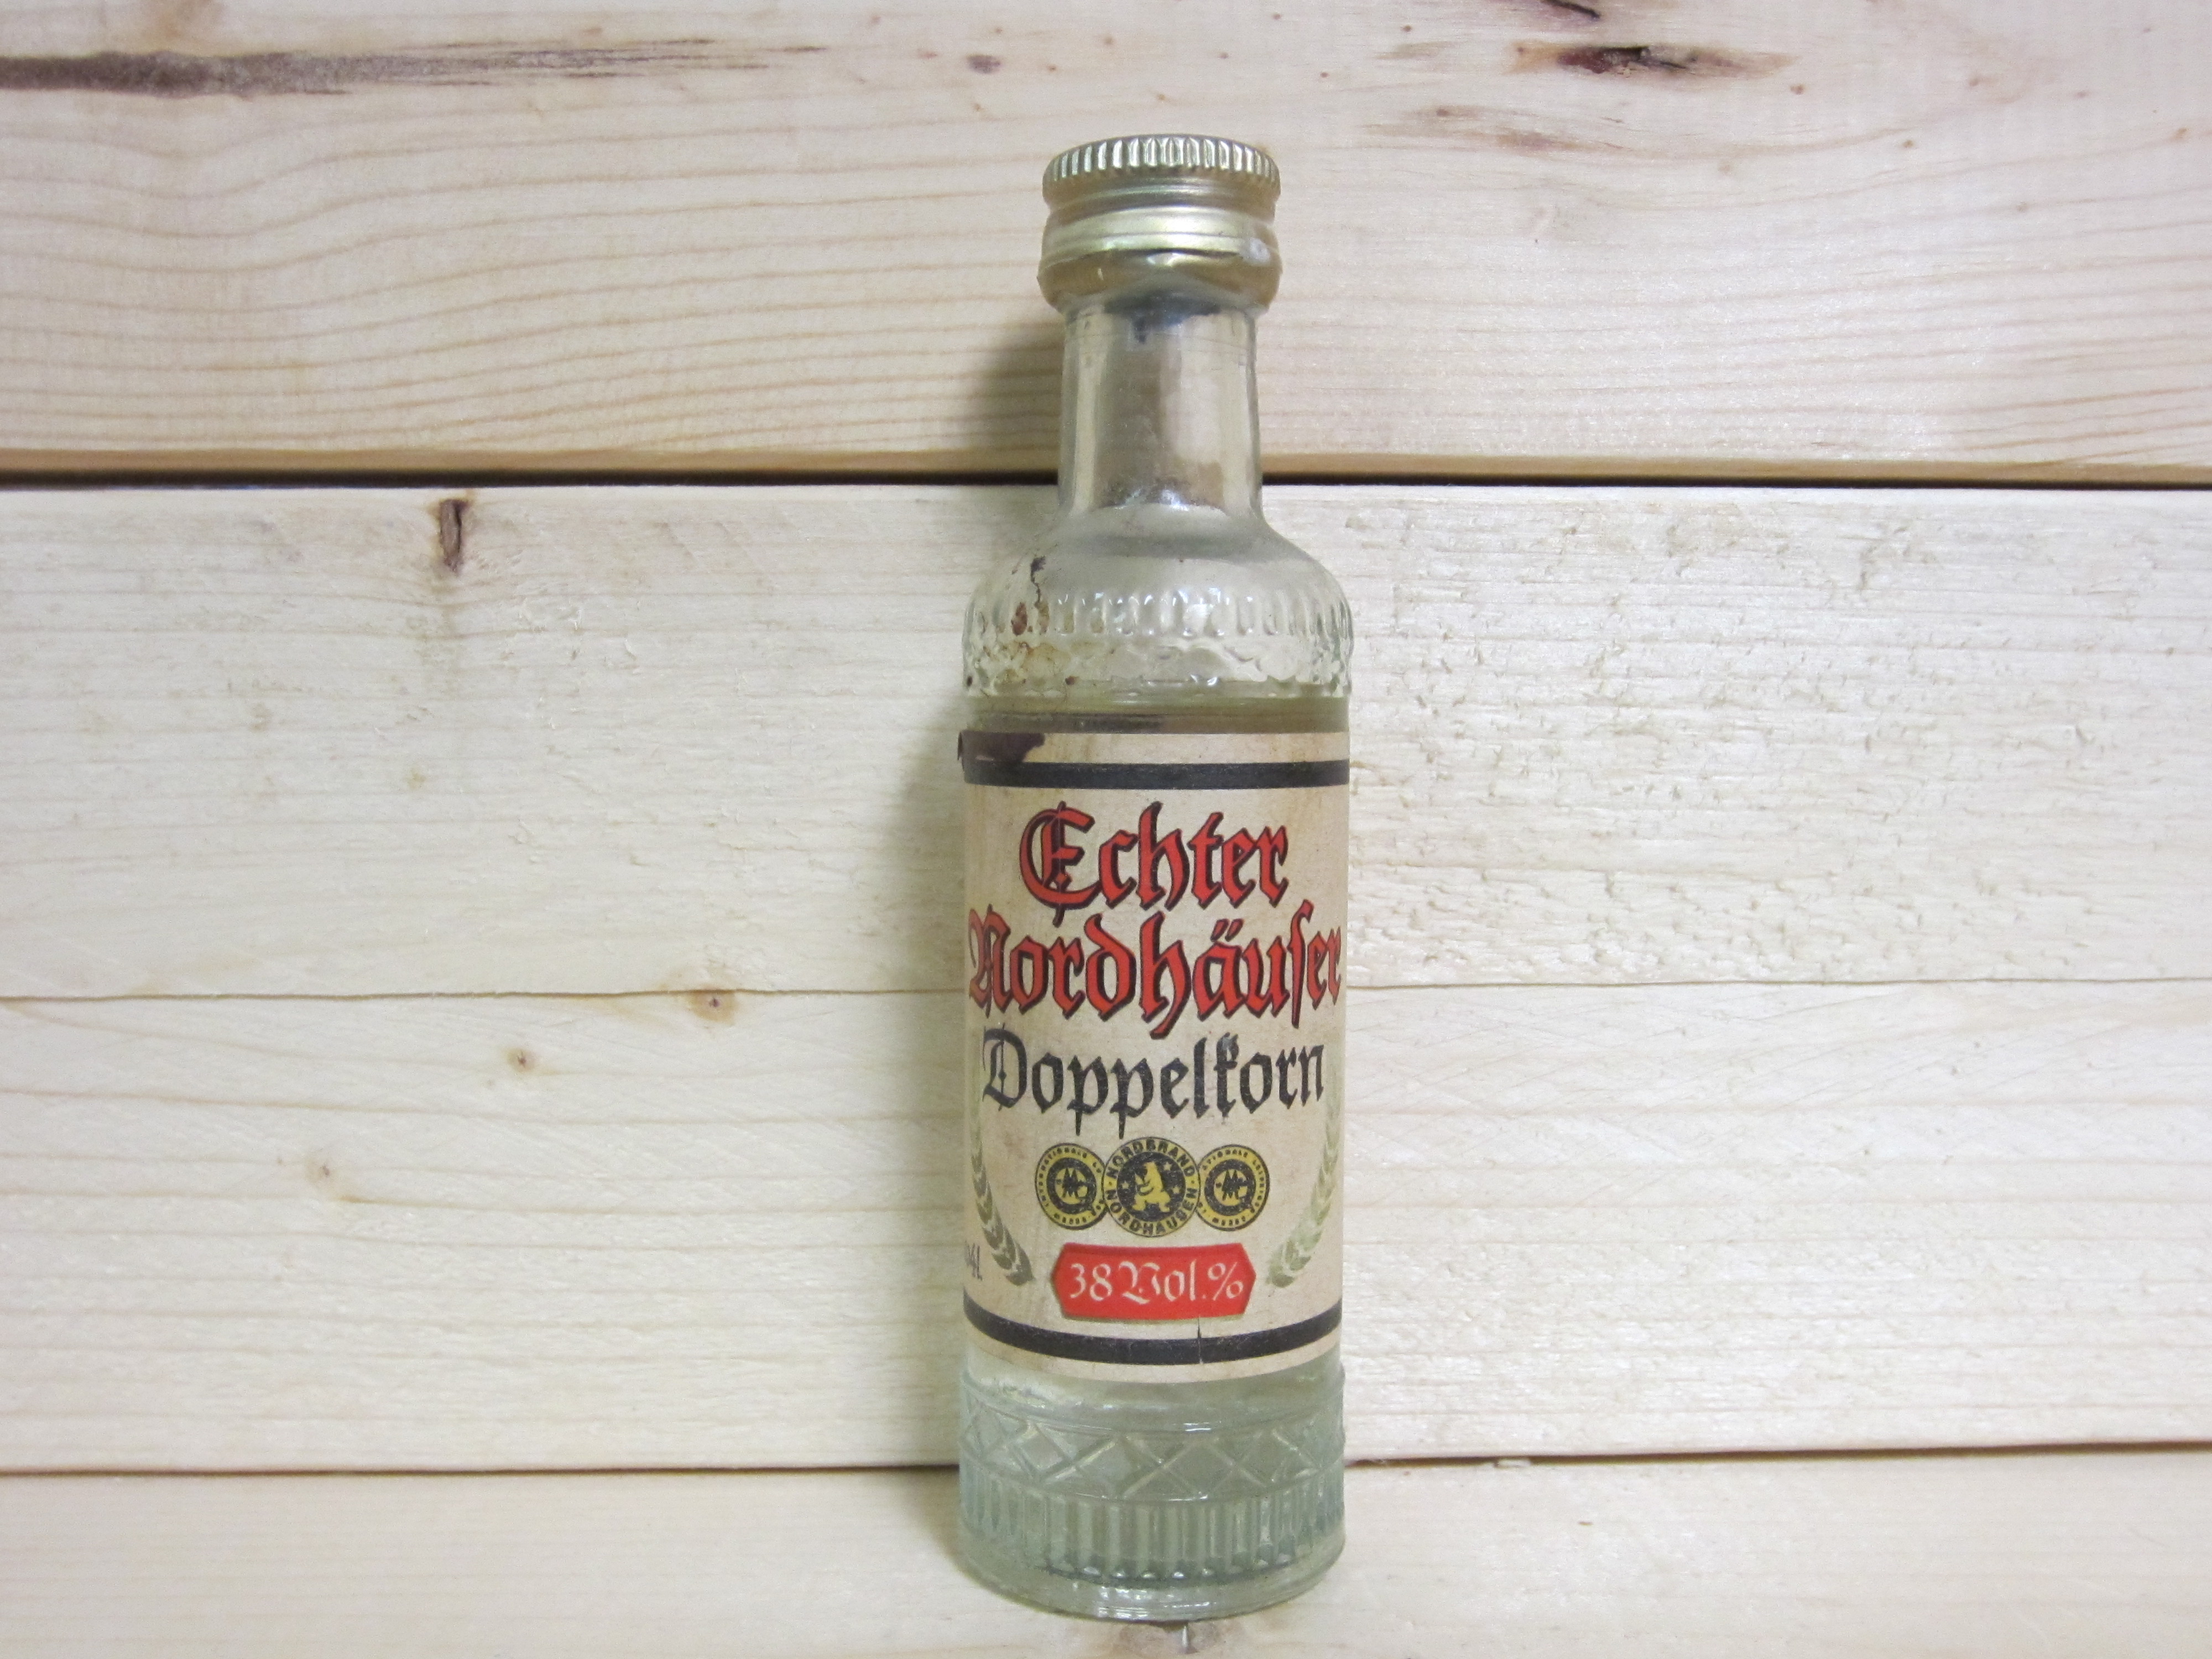 Echter
Nordhäuſer
Doppelkorn
NORDBRAND
NORDHAUSEN
38 Vol.%